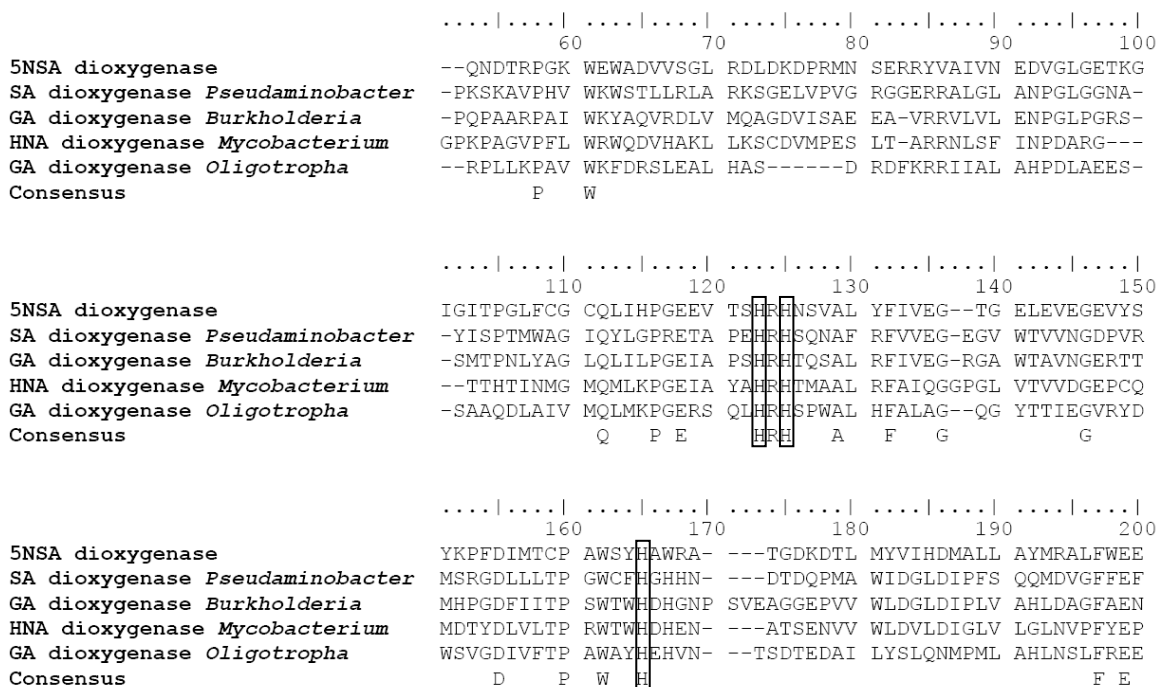 ....|....| ....|....| ....|....| ....|....| ....|....|
60 70 80 90 100
5NSA dioxygenase --QNDTRPGK WEWADVVSGL RDLDKDPRMN SERRYVAIVN EDVGLGETKG
SA dioxygenase Pseudaminobacter -PKSKAVPHV WKWSTLLRLA RKSGELVPVG RGGERRALGL ANPGLGGNA-
GA dioxygenase Burkholderia -PQPAARPAI WKYAQVRDLV MQAGDVISAE EA-VRRVLVL ENPGLPGRS-
HNA dioxygenase Mycobacterium GPKPAGVPFL WRWQDVHAKL LKSCDVMPES LT-ARRNLSF INPDARG---
GA dioxygenase Oligotropha --RPLLKPAV WKFDRSLEAL HAS------D RDFKRRIIAL AHPDLAEES-
Consensus P W
....|....| ....|....| ....|....| ....|....| ....|....|
110 120 130 140 150
5NSA dioxygenase IGITPGLFCG CQLIHPGEEV TSHRHNSVAL YFIVEG--TG ELEVEGEVYS
SA dioxygenase Pseudaminobacter -YISPTMWAG IQYLGPRETA PEHRHSQNAF RFVVEG-EGV WTVVNGDPVR
GA dioxygenase Burkholderia -SMTPNLYAG LQLILPGEIA PSHRHTQSAL RFIVEG-RGA WTAVNGERTT
HNA dioxygenase Mycobacterium --TTHTINMG MQMLKPGEIA YAHRHTMAAL RFAIQGGPGL VTVVDGEPCQ
GA dioxygenase Oligotropha -SAAQDLAIV MQLMKPGERS QLHRHSPWAL HFALAG--QG YTTIEGVRYD
Consensus Q P E HRH A F G G
....|....| ....|....| ....|....| ....|....| ....|....|
160 170 180 190 200
5NSA dioxygenase YKPFDIMTCP AWSYHAWRA- ---TGDKDTL MYVIHDMALL AYMRALFWEE
SA dioxygenase Pseudaminobacter MSRGDLLLTP GWCFHGHHN- ---DTDQPMA WIDGLDIPFS QQMDVGFFEF
GA dioxygenase Burkholderia MHPGDFIITP SWTWHDHGNP SVEAGGEPVV WLDGLDIPLV AHLDAGFAEN
HNA dioxygenase Mycobacterium MDTYDLVLTP RWTWHDHEN- ---ATSENVV WLDVLDIGLV LGLNVPFYEP
GA dioxygenase Oligotropha WSVGDIVFTP AWAYHEHVN- ---TSDTEDAI LYSLQNMPML AHLNSLFREE
Consensus D P W H F E